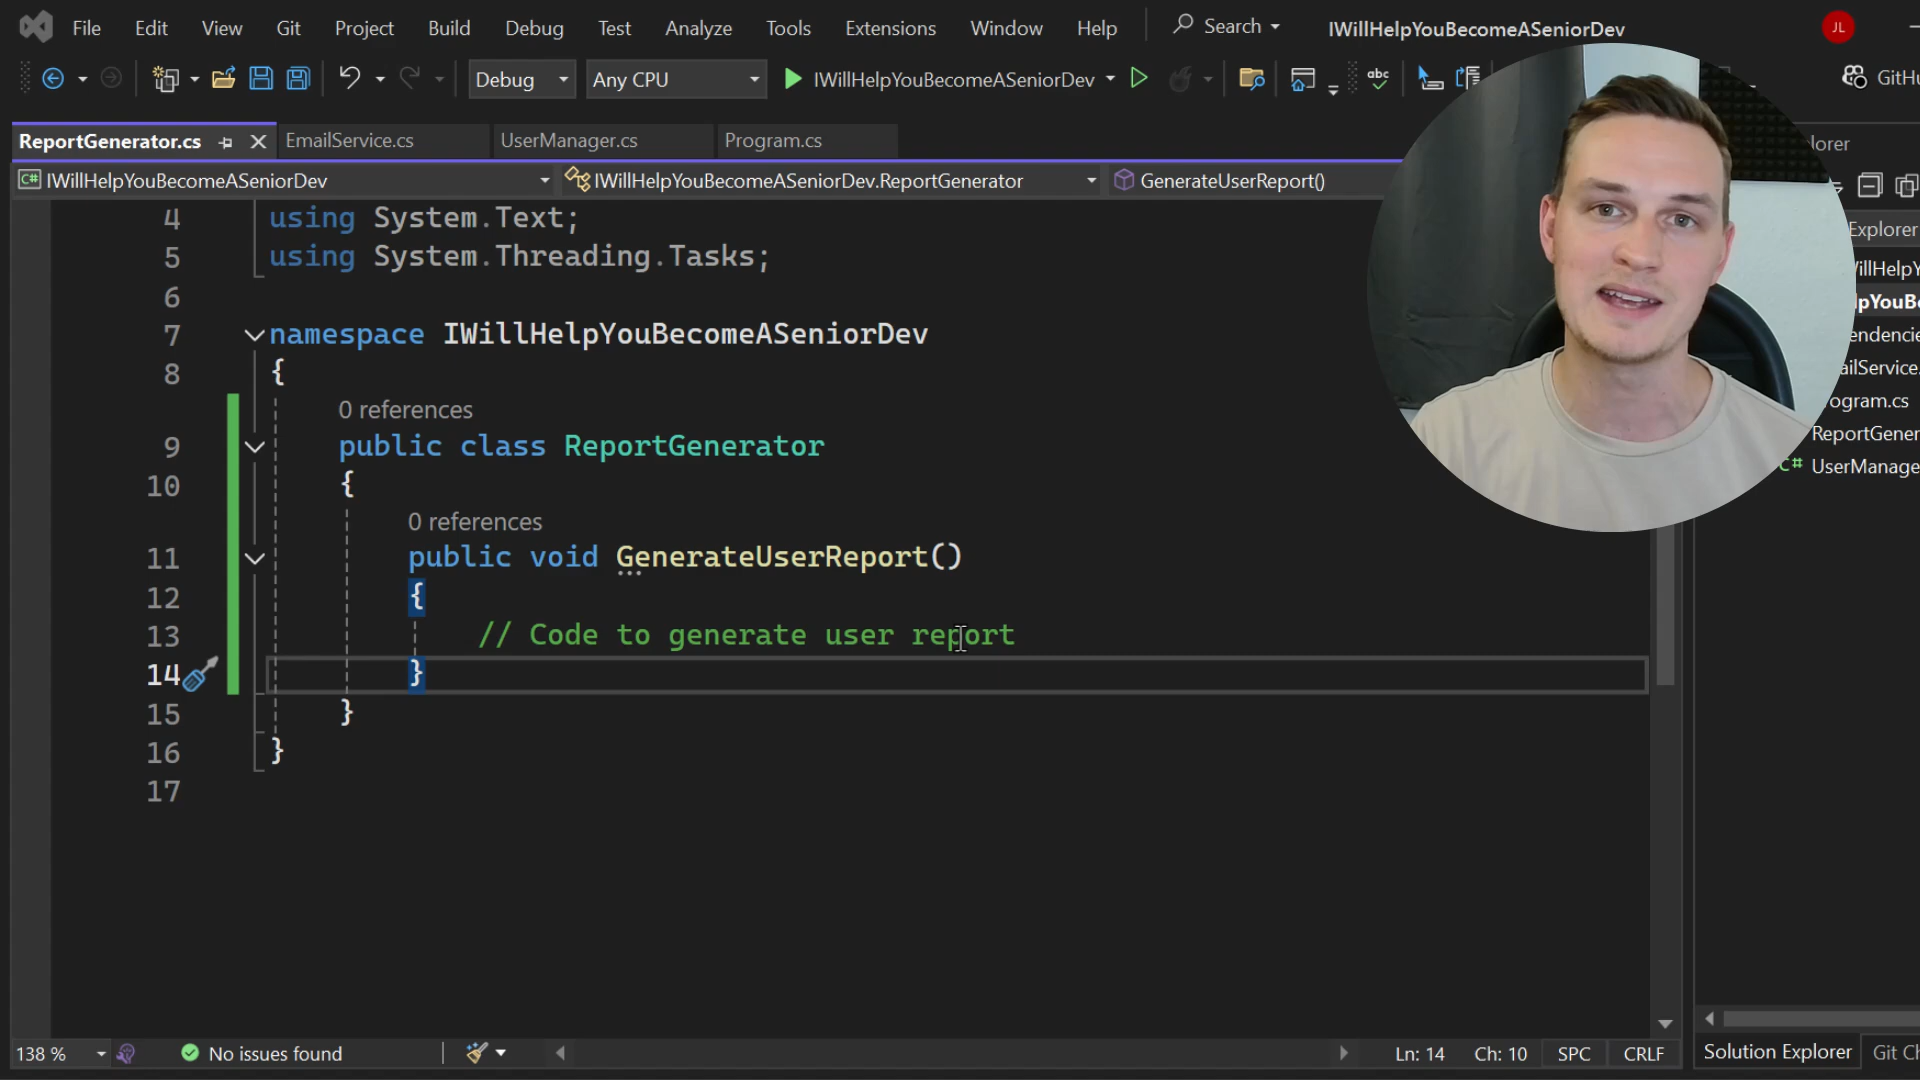 File Edit View Git Project Build Debug Test Analyze Tools Extensions Window Help Search IWillHelpYouBecomeASeniorDev JL
Debug Any CPU IWillHelpYouBecomeASeniorDev abc
ReportGenerator.cs EmailService.cs UserManager.cs Program.cs
C# IWillHelpYouBecomeASeniorDev IWillHelpYouBecomeASeniorDev.ReportGenerator GenerateUserReport()
4 using System.Text;
5 using System.Threading.Tasks;
6
7 namespace IWillHelpYouBecomeASeniorDev
8 {
0 references
9 public class ReportGenerator
10 {
0 references
11 public void GenerateUserReport()
12 {
13 // Code to generate user report
14 }
15 }
16 }
17
Explorer
ReportGener
C# UserManage
138 % No issues found Ln: 14 Ch: 10 SPC CRLF
Solution Explorer Git Ch